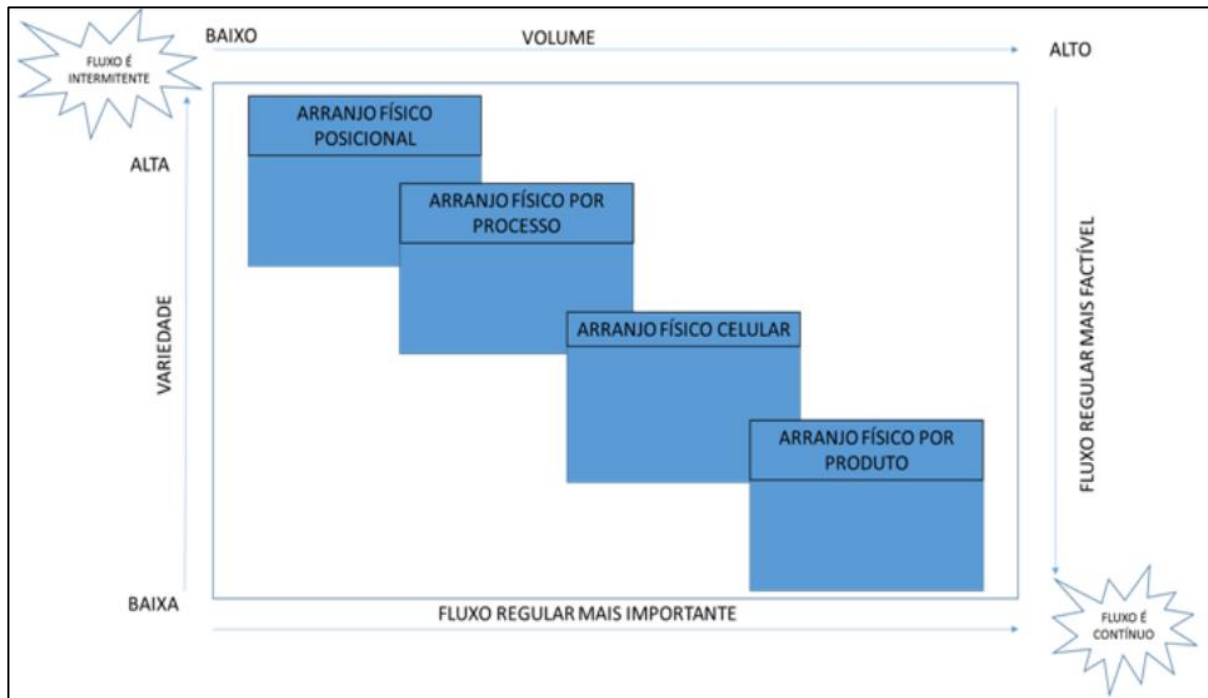 BAIXO
VOLUME
ALTO
FLUXO É
INTERMITENTE
ARRANJO FÍSICO
POSICIONAL
ALTA
ARRANJO FÍSICO POR
PROCESSO
VARIEDADE
ARRANJO FÍSICO CELULAR
FLUXO REGULAR MAIS FACTÍVEL
ARRANJO FÍSICO POR
PRODUTO
BAIXA
FLUXO REGULAR MAIS IMPORTANTE
FLUXO É
CONTÍNUO